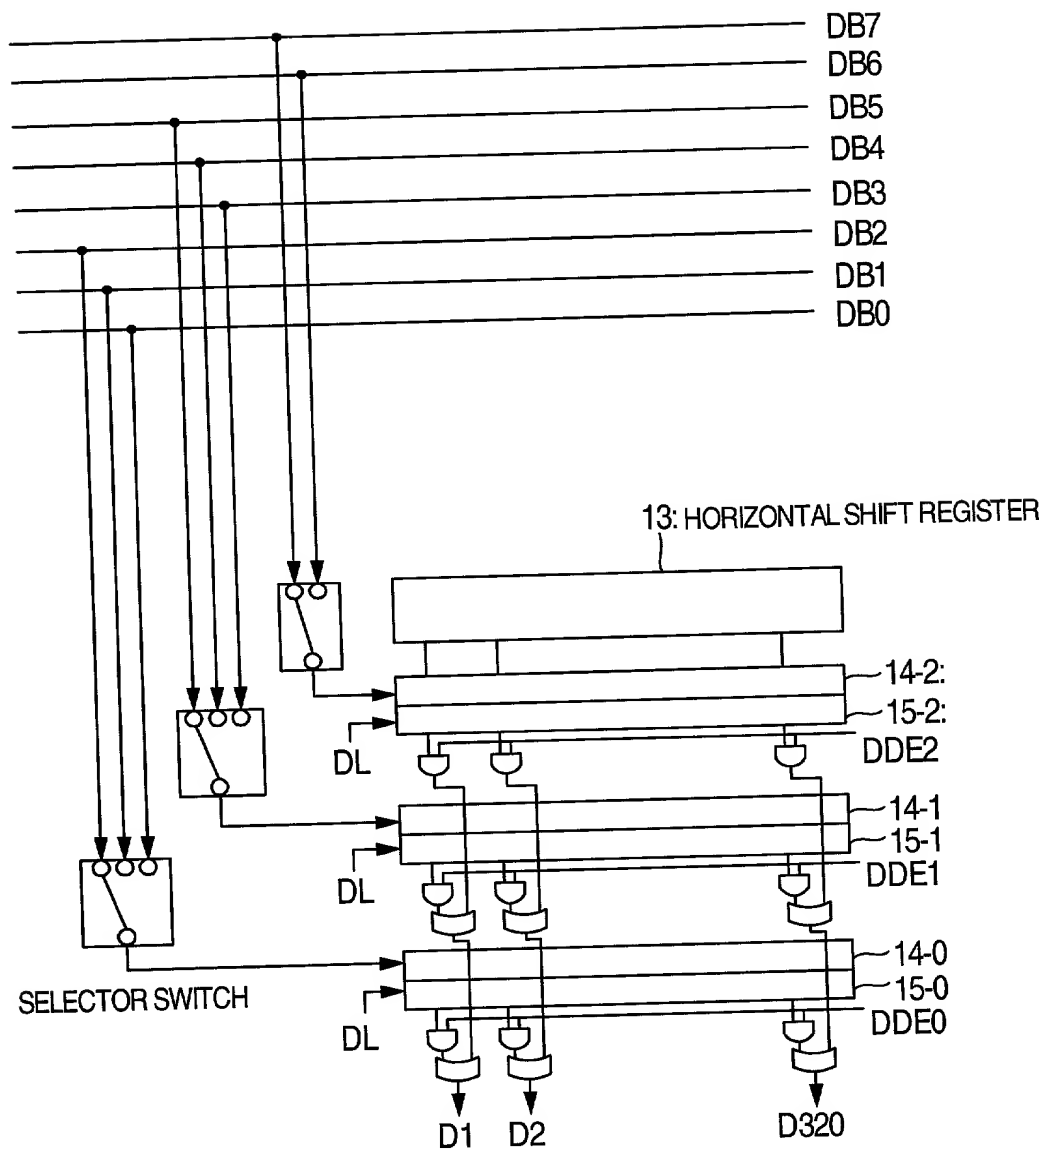 DB7
DB6
DB5
DB4
DB3
DB2
DB1
DB0
13: HORIZONTAL SHIFT REGISTER
14-2:
15-2:
DL
DDE2
14-1
15-1
DL
DDE1
14-0
15-0
SELECTOR SWITCH
DL
DDE0
D1
D2
D320